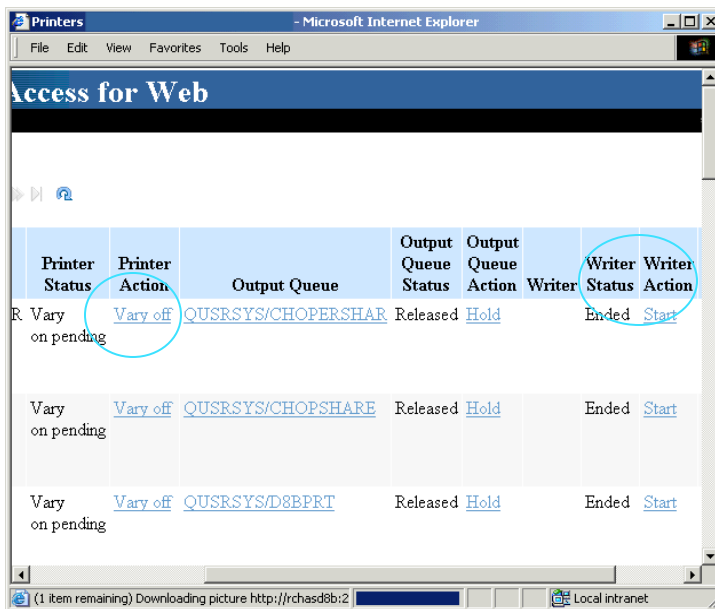 Printers - Microsoft Internet Explorer
File Edit View Favorites Tools Help
Access for Web
Output Output
Printer Printer Queue Queue Writer Writer
Status Action Output Queue Status Action Writer Status Action
R Vary Vary off QUSRSYS/CHOPERSHAR Released Hold Ended Start
on pending
Vary Vary off QUSRSYS/CHOPSHARE Released Hold Ended Start
on pending
Vary Vary off QUSRSYS/D8BPRT Released Hold Ended Start
on pending
(1 item remaining) Downloading picture http://rchasd8b:2 Local intranet